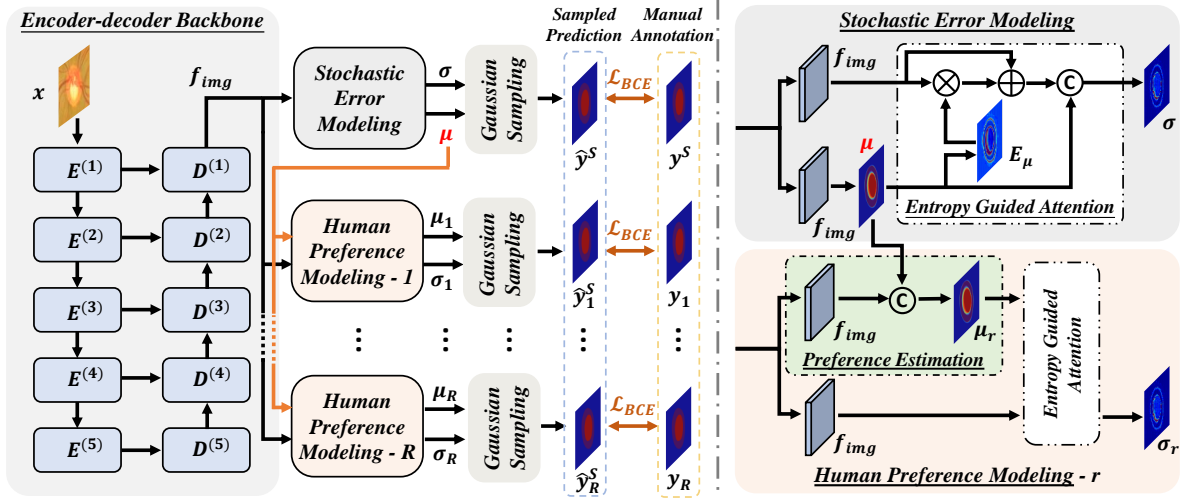 Encoder-decoder Backbone
x
f_img
E^(1)
D^(1)
E^(2)
D^(2)
E^(3)
D^(3)
E^(4)
D^(4)
E^(5)
D^(5)
Stochastic
Error
Modeling
σ
μ
Gaussian
Sampling
Human
Preference
Modeling - 1
μ_1
σ_1
Gaussian
Sampling
Human
Preference
Modeling - R
μ_R
σ_R
Gaussian
Sampling
Sampled
Prediction
Manual
Annotation
ℒ_BCE
ŷ^S
y^S
ℒ_BCE
ŷ_1^S
y_1
ℒ_BCE
ŷ_R^S
y_R
Stochastic Error Modeling
f_img
C
σ
μ
E_μ
f_img
Entropy Guided Attention
f_img
C
μ_r
Preference Estimation
Entropy Guided
Attention
f_img
σ_r
Human Preference Modeling - r